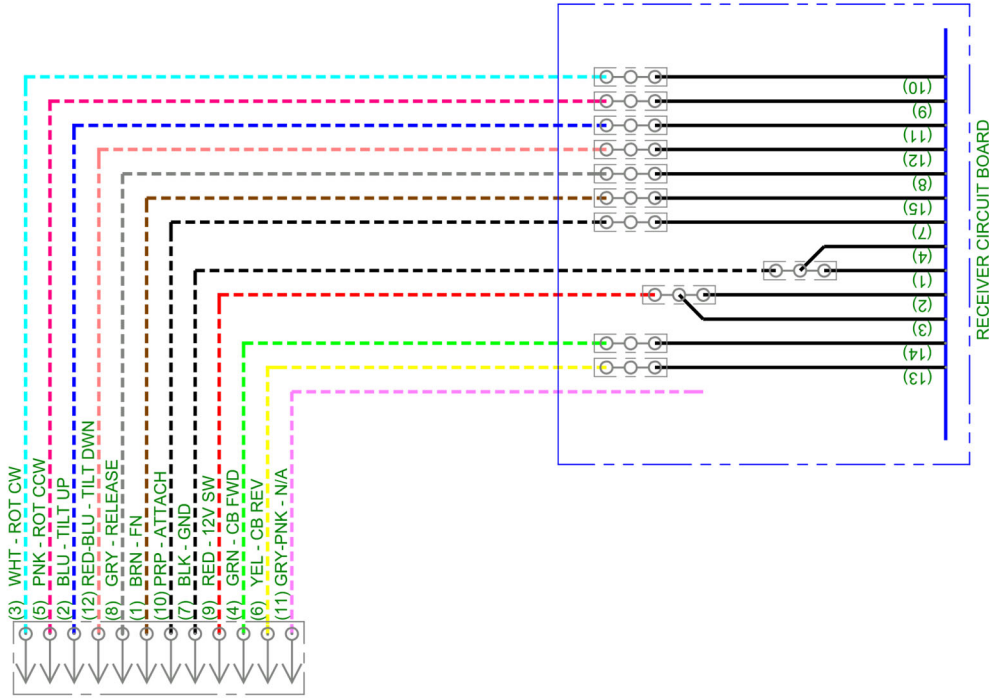 (10)
(9)
(11)
(12)
(8)
(15)
(7)
(4)
(1)
(2)
(3)
(14)
(13)
RECEIVER CIRCUIT BOARD
(3) WHT - ROT CW
(5) PNK - ROT CCW
(2) BLU - TILT UP
(12) RED-BLU - TILT DWN
(8) GRY - RELEASE
(1) BRN - FN
(10) PRP - ATTACH
(7) BLK - GND
(9) RED - 12V SW
(4) GRN - CB FWD
(6) YEL - CB REV
(11) GRY-PNK - N/A